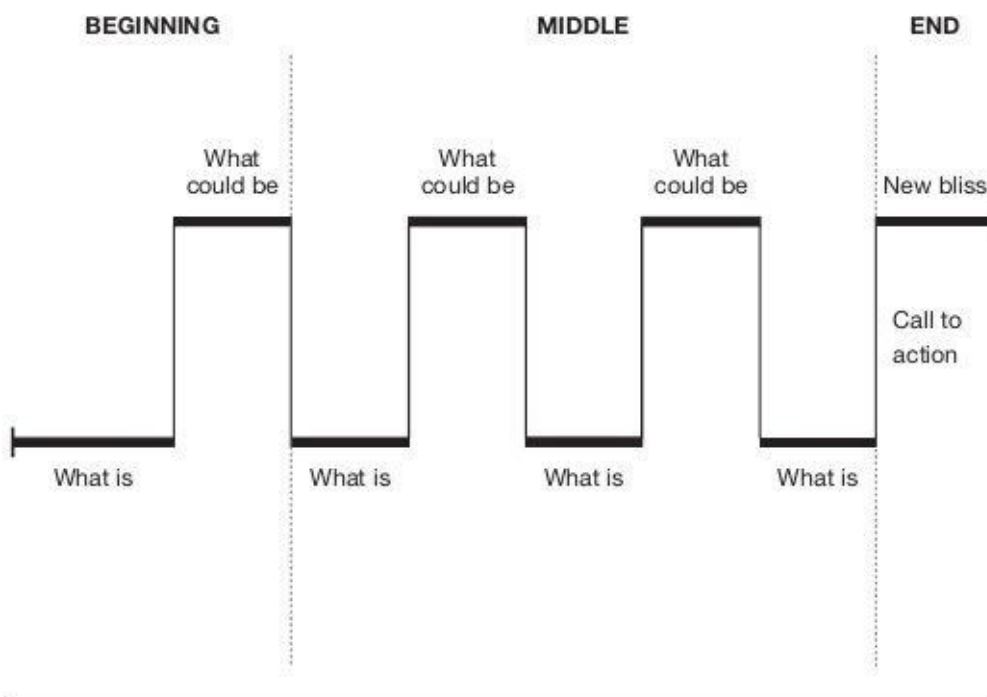 BEGINNING
MIDDLE
END
What
could be
What
could be
What
could be
New bliss
Call to
action
What is
What is
What is
What is